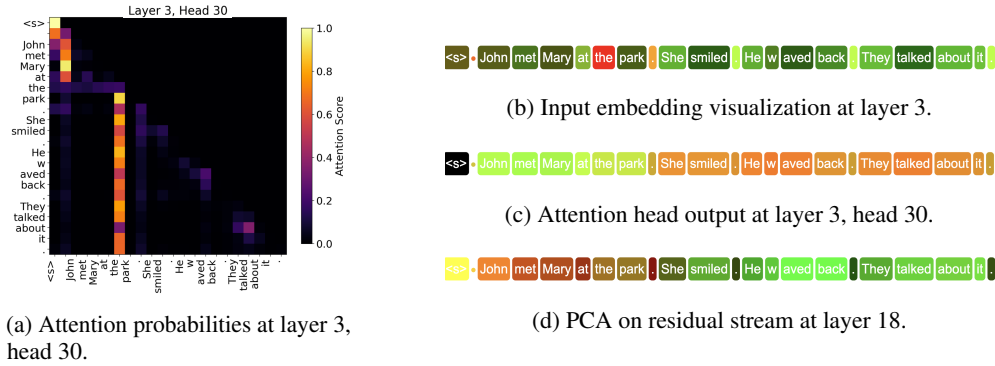 Layer 3, Head 30
<s>
John
met
Mary
at
the
park
.
She
smiled
.
He
w
aved
back
.
They
talked
about
it
.
<s>
John
met
Mary
at
the
park
.
She
smiled
.
He
w
aved
back
.
They
talked
about
it
.
1.0
0.8
0.6
0.4
0.2
0.0
Attention Score
(a) Attention probabilities at layer 3,
head 30.
<s> John met Mary at the park . She smiled . He w aved back . They talked about it .
(b) Input embedding visualization at layer 3.
<s> John met Mary at the park . She smiled . He w aved back . They talked about it .
(c) Attention head output at layer 3, head 30.
<s> John met Mary at the park . She smiled . He w aved back . They talked about it .
(d) PCA on residual stream at layer 18.